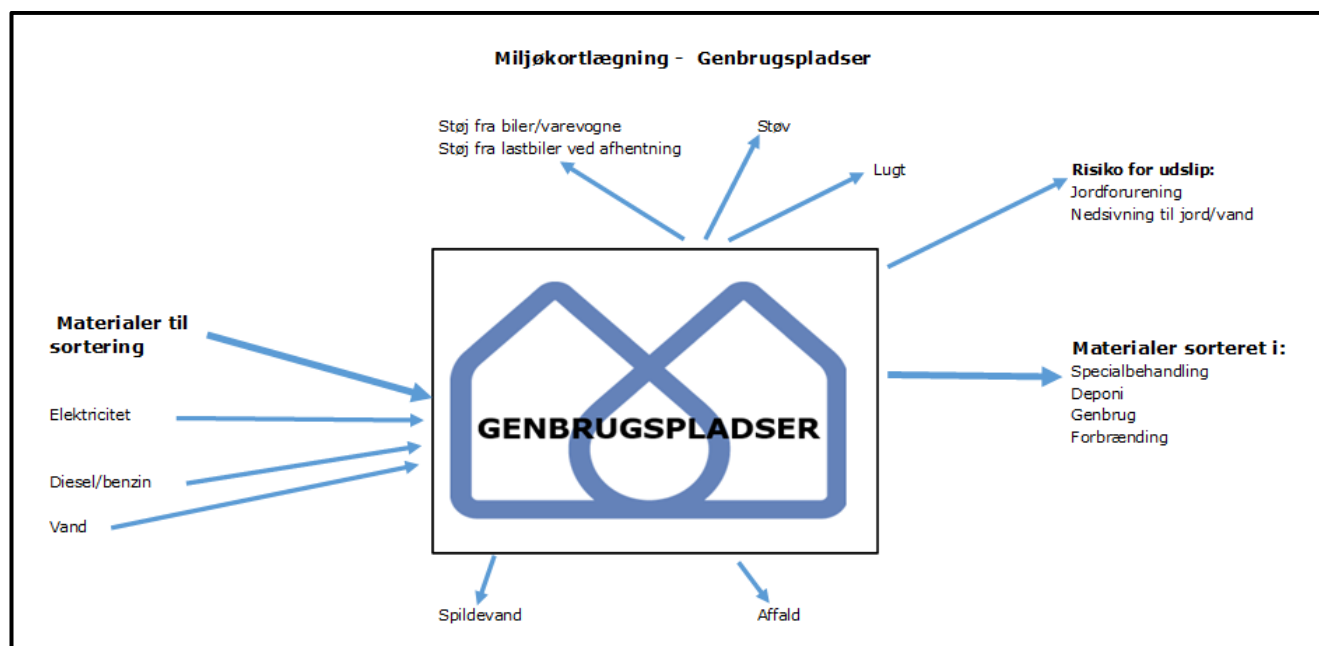 Miljøkortlægning - Genbrugspladser
Støj fra biler/varevogne
Støj fra lastbiler ved afhentning
Støv
Lugt
Risiko for udslip:
Jordforurening
Nedsivning til jord/vand
Materialer til
sortering
Elektricitet
Diesel/benzin
Vand
GENBRUGSPLADSER
Materialer sorteret i:
Specialbehandling
Deponi
Genbrug
Forbrænding
Spildevand
Affald